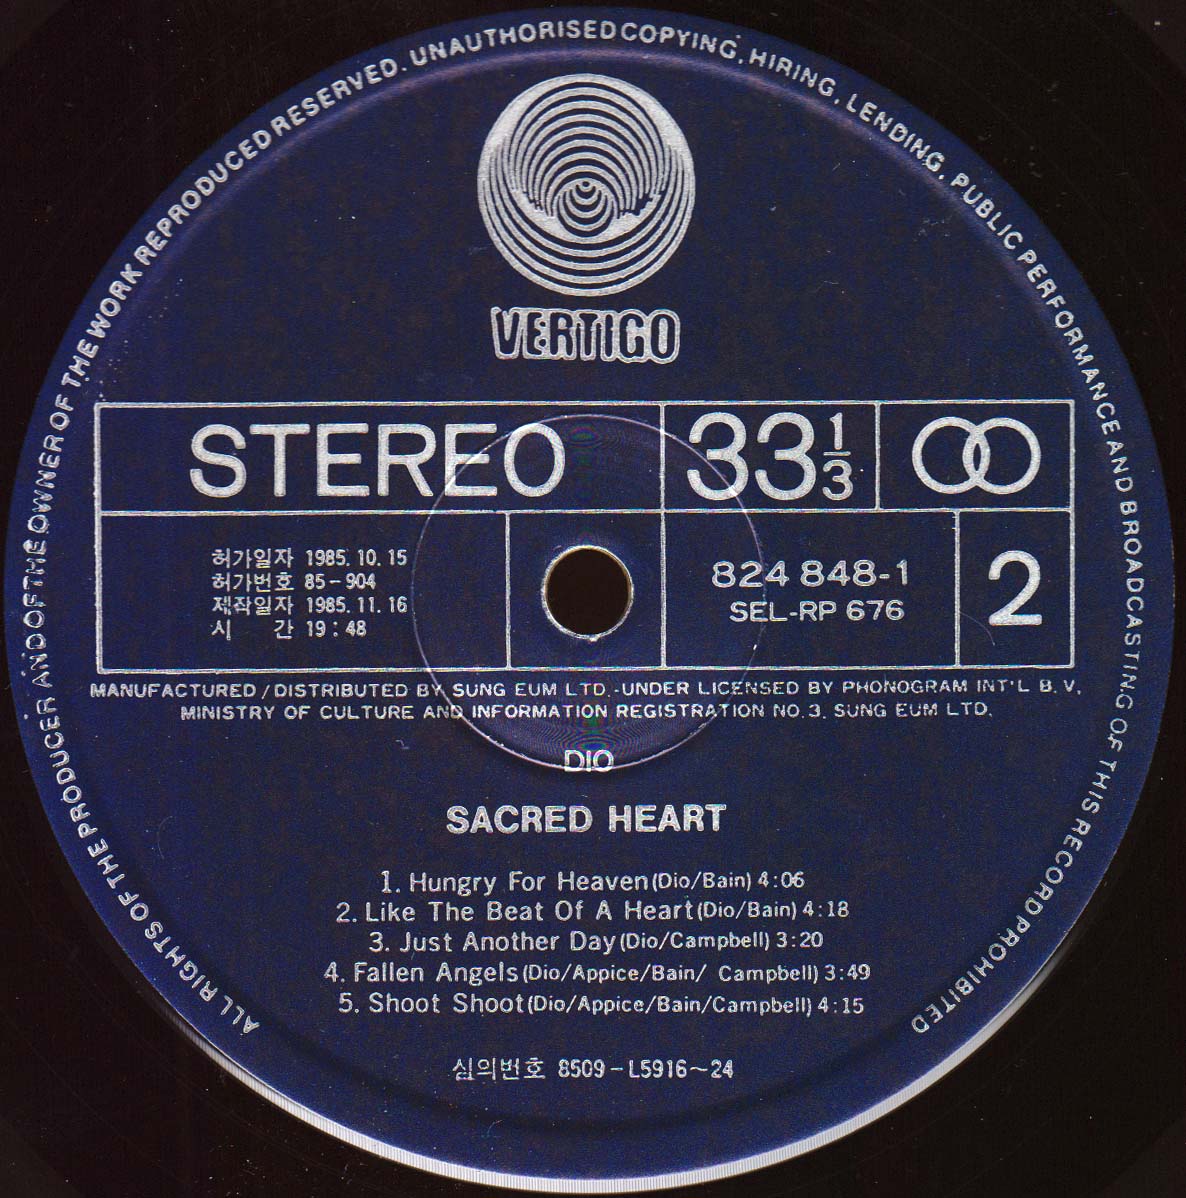 ALL RIGHTS OF THE PRODUCER AND OF THE OWNER OF THE WORK REPRODUCED RESERVED. UNAUTHORISED COPYING, HIRING, LENDING, PUBLIC PERFORMANCE AND BROADCASTING OF THIS RECORD PROHIBITED
VERTIGO
STEREO 33 1/3
허가일자 1985. 10. 15
허가번호 85-904
제작일자 1985. 11. 16
시 간 19:48
824 848-1
SEL-RP 676
2
MANUFACTURED/DISTRIBUTED BY SUNG EUM LTD.-UNDER LICENSED BY PHONOGRAM INT'L B.V.
MINISTRY OF CULTURE AND INFORMATION REGISTRATION NO.3. SUNG EUM LTD.
DIO
SACRED HEART
1. Hungry For Heaven(Dio/Bain) 4:06
2. Like The Beat Of A Heart(Dio/Bain) 4:18
3. Just Another Day(Dio/Campbell) 3:20
4. Fallen Angels(Dio/Appice/Bain/ Campbell) 3:49
5. Shoot Shoot(Dio/Appice/Bain/Campbell) 4:15
심의번호 8509-L5916~24